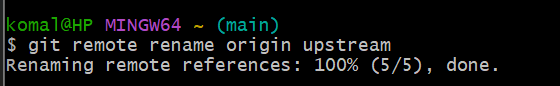 komal@HP MINGW64 ~ (main)
$ git remote rename origin upstream
Renaming remote references: 100% (5/5), done.